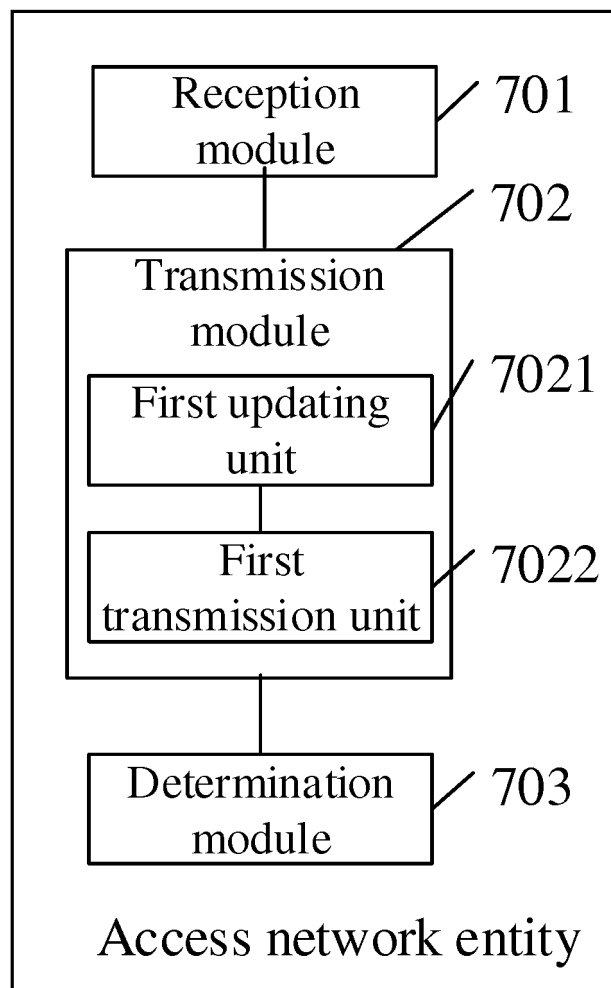 Reception
module
701
702
Transmission
module
First updating
unit
7021
First
transmission unit
7022
Determination
module
703
Access network entity